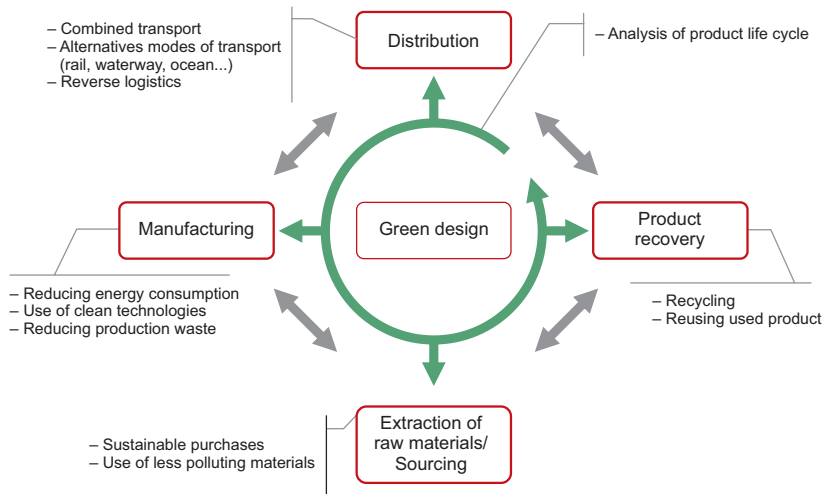 – Combined transport
– Alternatives modes of transport
(rail, waterway, ocean...)
– Reverse logistics
Distribution
– Analysis of product life cycle
Manufacturing
Green design
Product
recovery
– Reducing energy consumption
– Use of clean technologies
– Reducing production waste
– Recycling
– Reusing used product
– Sustainable purchases
– Use of less polluting materials
Extraction of
raw materials/
Sourcing